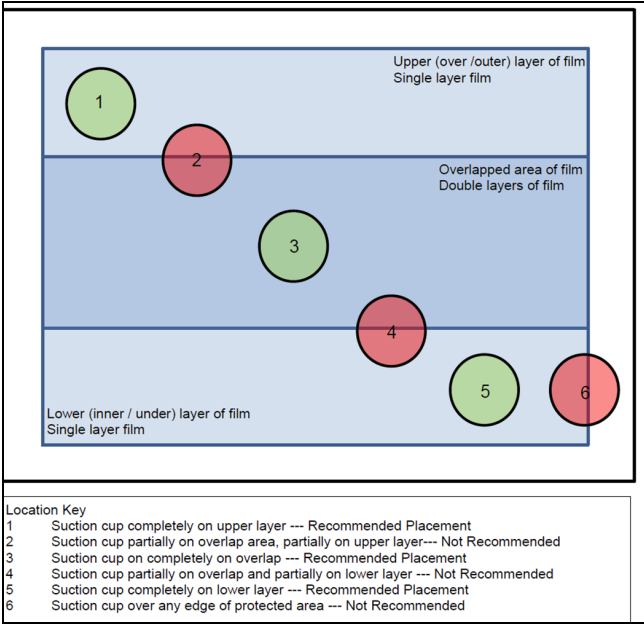 Upper (over /outer) layer of film
Single layer film
1
2
Overlapped area of film
Double layers of film
3
4
5
6
Lower (inner / under) layer of film
Single layer film
Location Key
1 Suction cup completely on upper layer --- Recommended Placement
2 Suction cup partially on overlap area, partially on upper layer--- Not Recommended
3 Suction cup on completely on overlap --- Recommended Placement
4 Suction cup partially on overlap and partially on lower layer --- Not Recommended
5 Suction cup completely on lower layer --- Recommended Placement
6 Suction cup over any edge of protected area --- Not Recommended